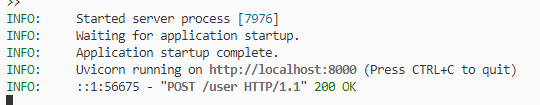 >>
INFO:     Started server process [7976]
INFO:     Waiting for application startup.
INFO:     Application startup complete.
INFO:     Uvicorn running on http://localhost:8000 (Press CTRL+C to quit)
INFO:     ::1:56675 - "POST /user HTTP/1.1" 200 OK